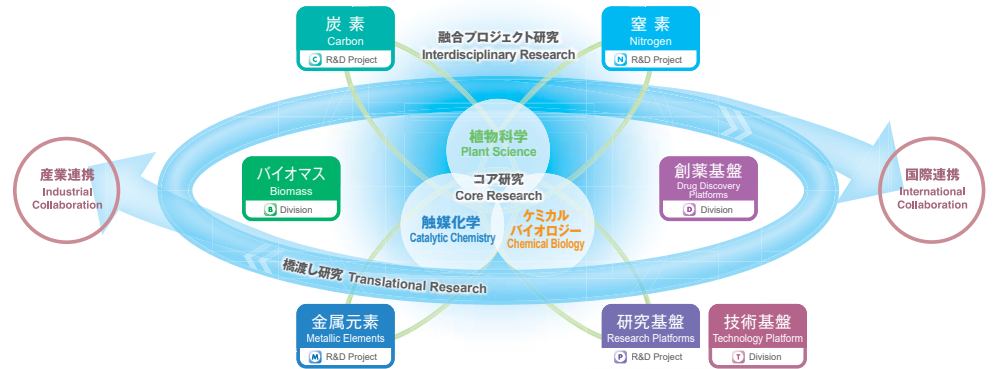 炭素
Carbon
C R&D Project
融合プロジェクト研究
Interdisciplinary Research
窒素
Nitrogen
N R&D Project
植物科学
Plant Science
産業連携
Industrial
Collaboration
バイオマス
Biomass
B Division
コア研究
Core Research
触媒化学
Catalytic Chemistry
ケミカル
バイオロジー
Chemical Biology
創薬基盤
Drug Discovery
Platforms
D Division
国際連携
International
Collaboration
橋渡し研究 Translational Research
金属元素
Metallic Elements
M R&D Project
研究基盤
Research Platforms
P R&D Project
技術基盤
Technology Platform
T Division